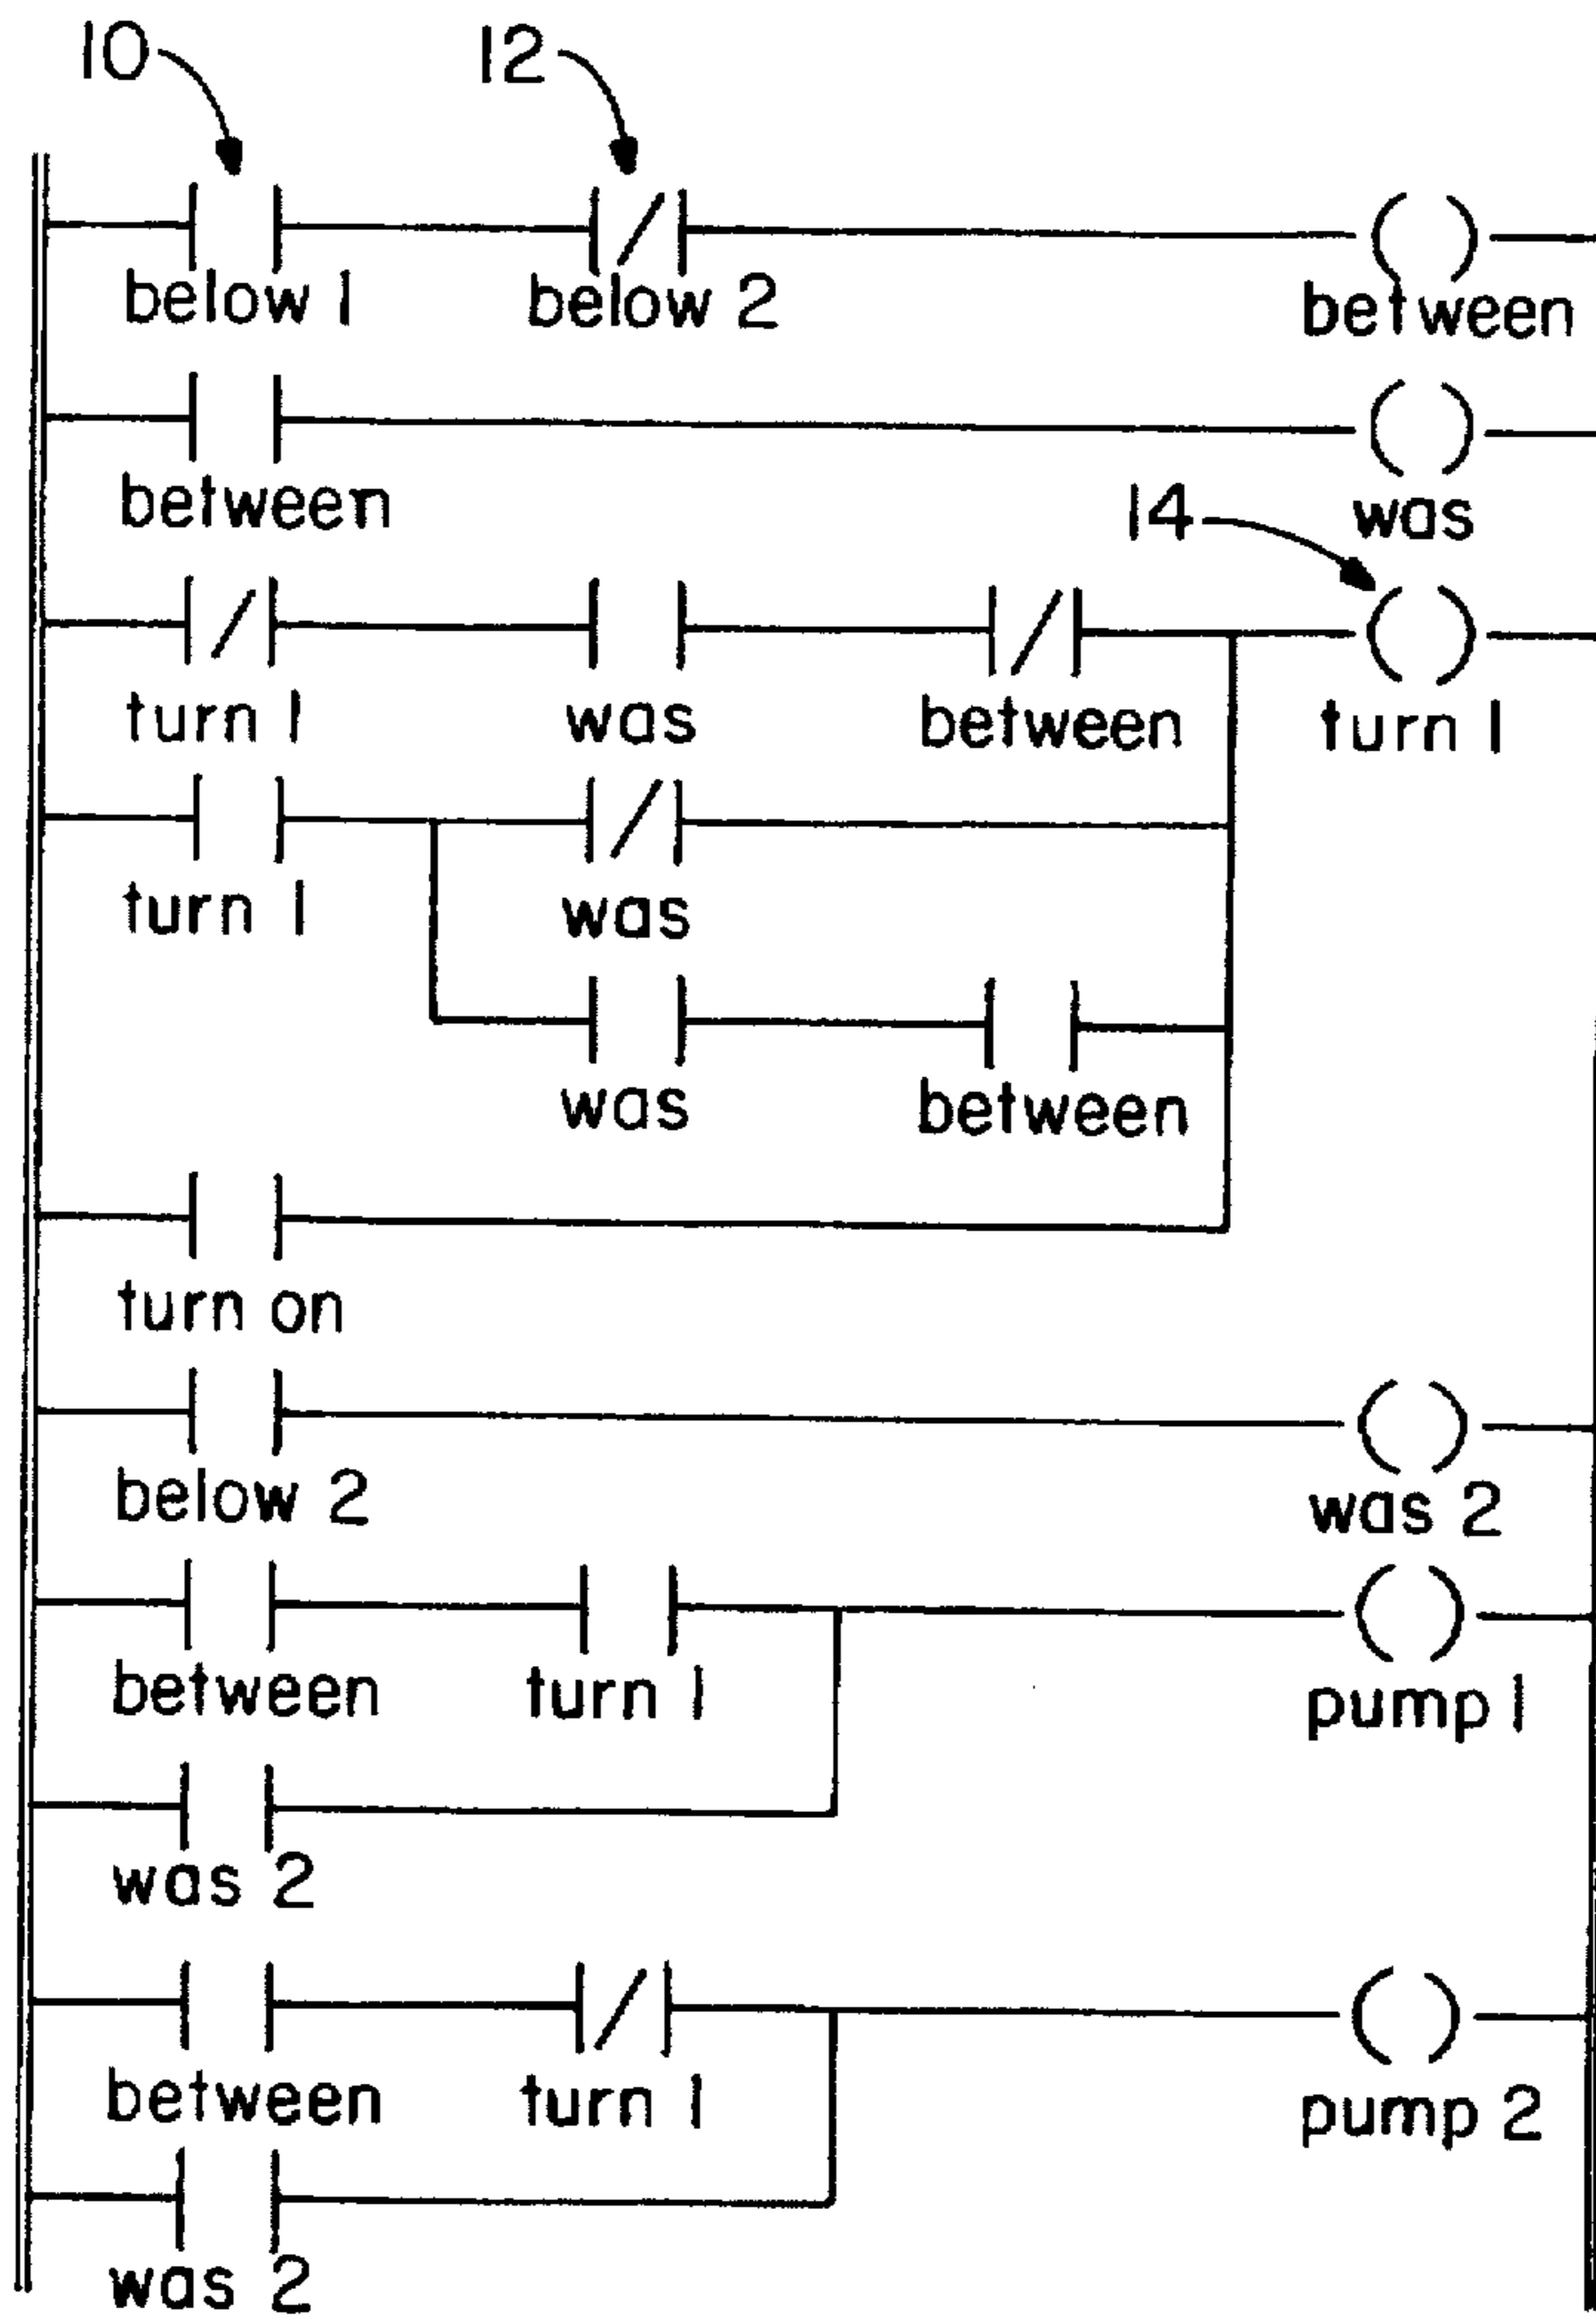 10 12
below 1 below 2 between
between was
14
turn 1 was between turn 1
turn 1 was
was between
turn on
below 2 was 2
between turn 1 pump 1
was 2
between turn 1 pump 2
was 2